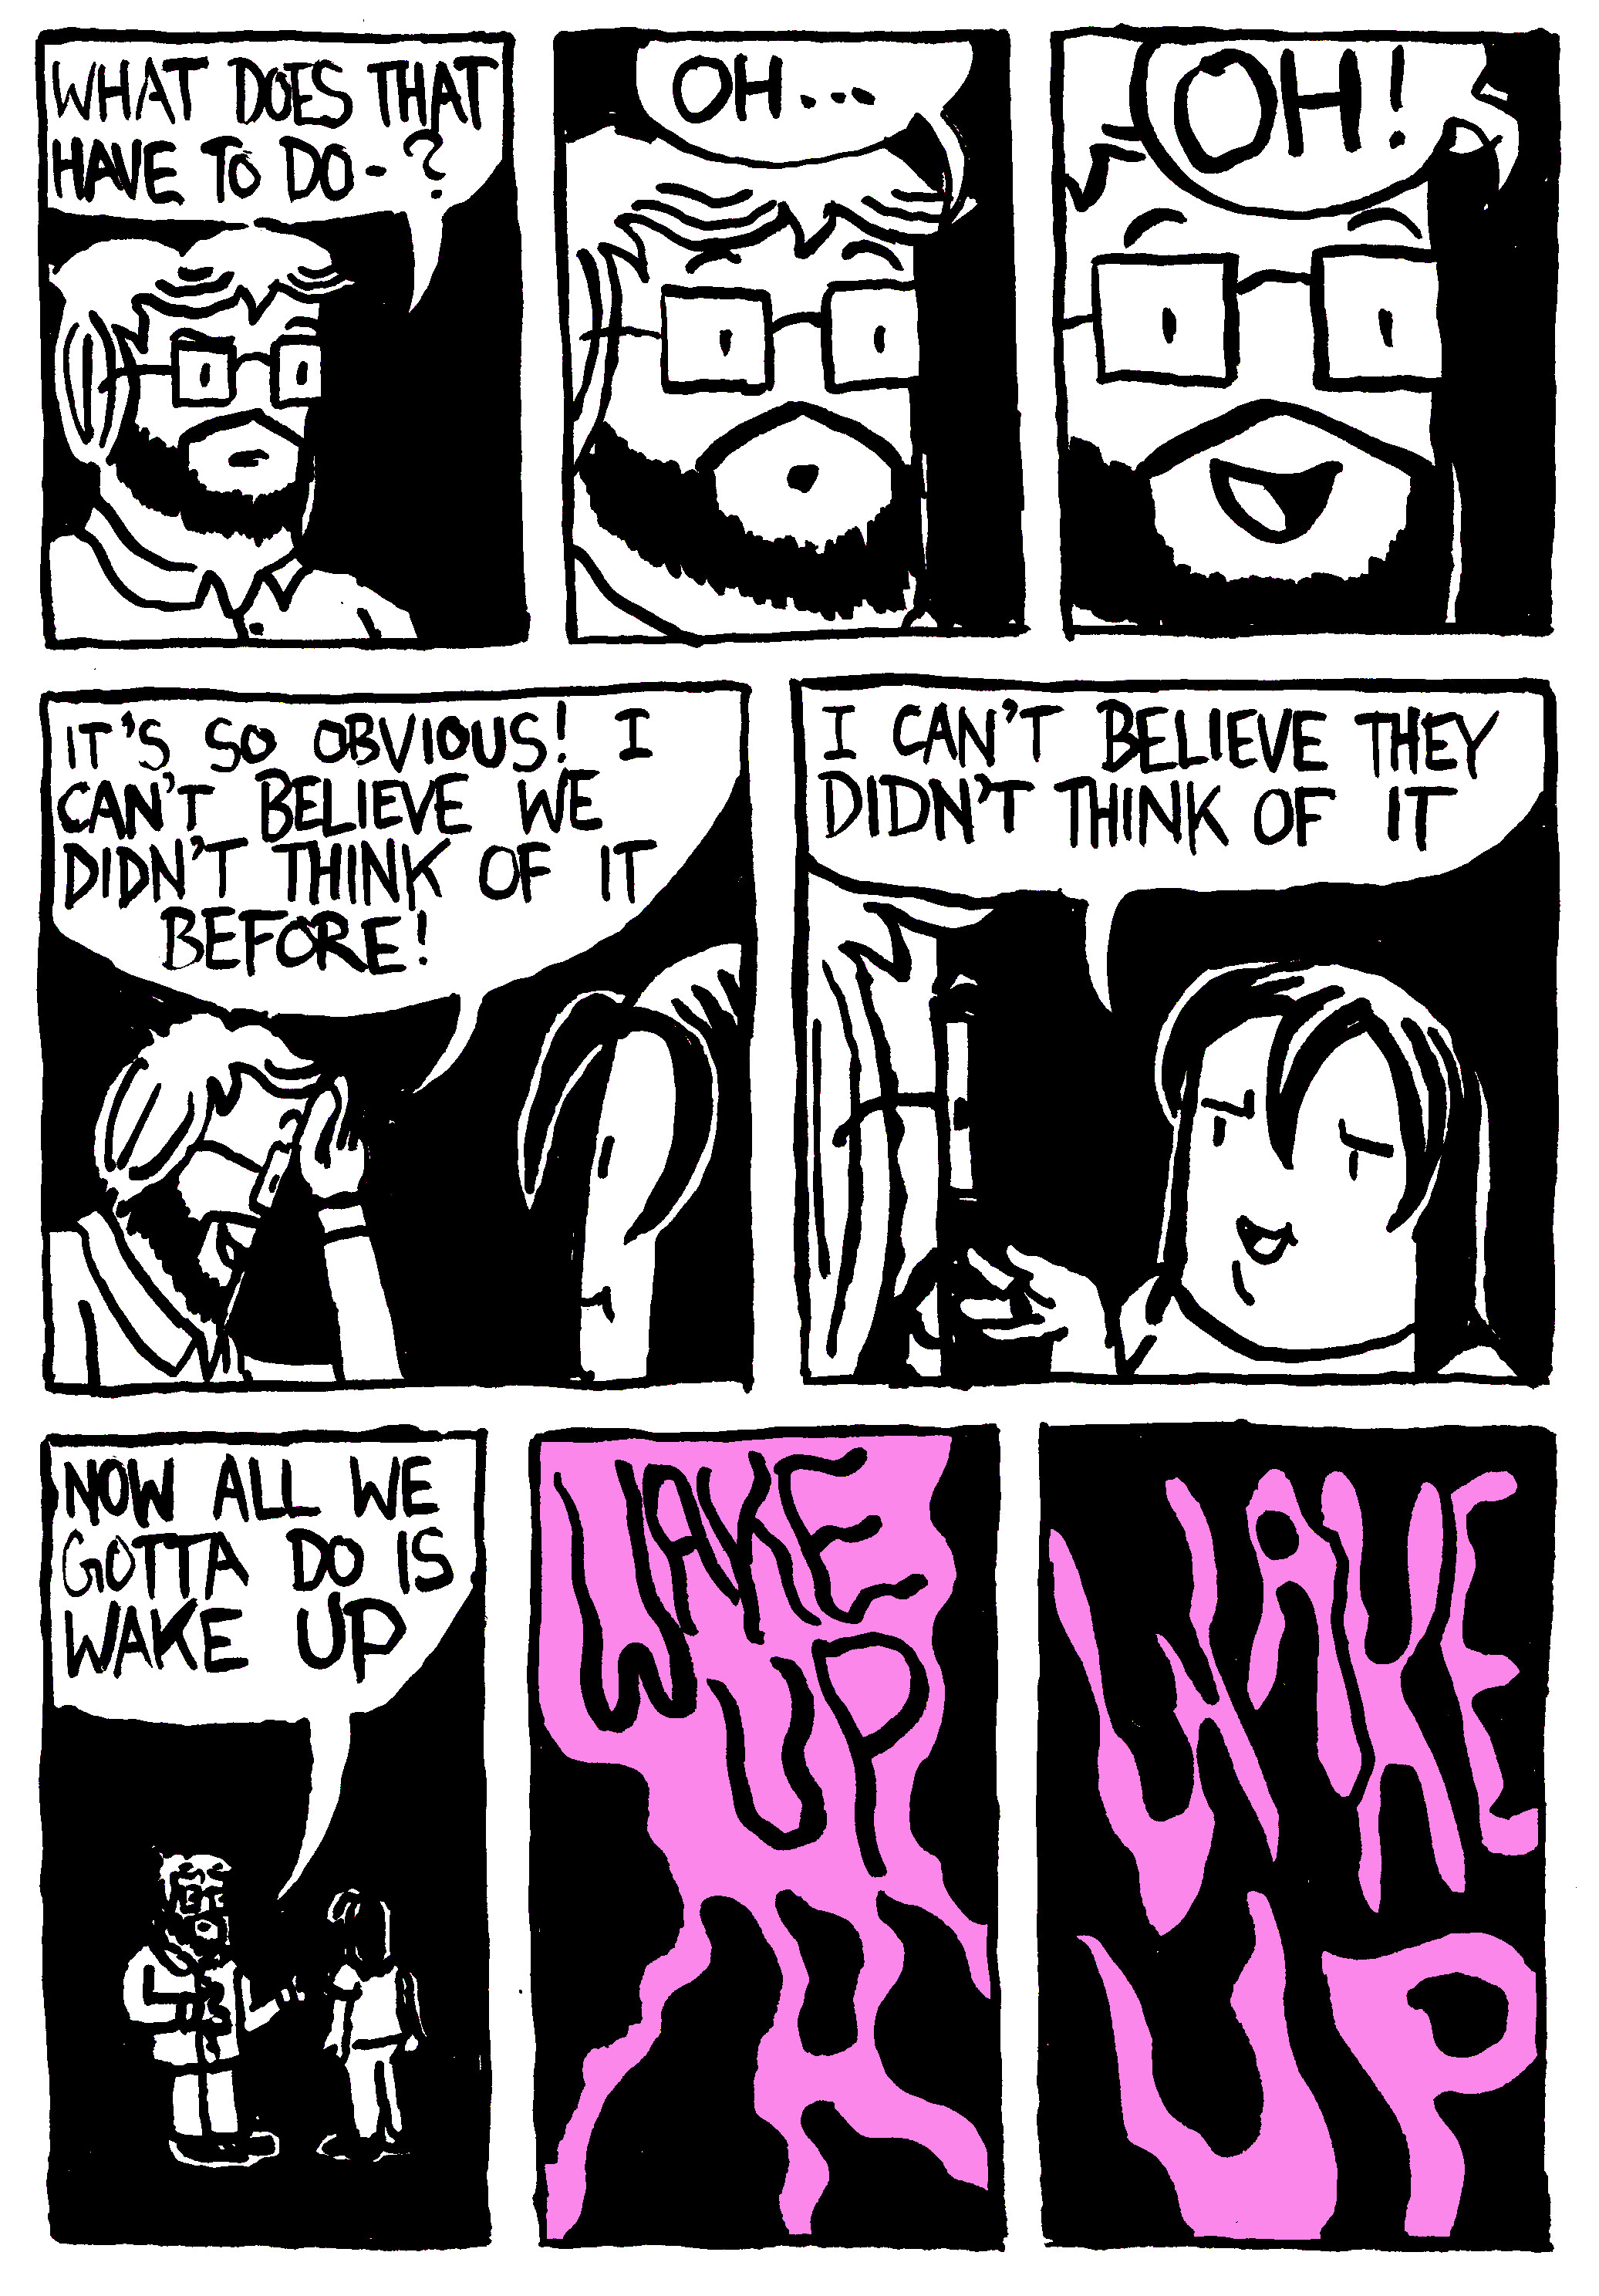 WHAT DOES THAT
HAVE TO DO-?
OH...
OH!
IT'S SO OBVIOUS! I
CAN'T BELIEVE WE
DIDN'T THINK OF IT
BEFORE!
I CAN'T BELIEVE THEY
DIDN'T THINK OF IT
NOW ALL WE
GOTTA DO IS
WAKE UP
WAKE
UP
WAKE
UP